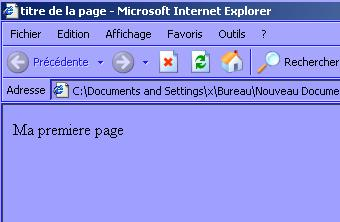 titre de la page - Microsoft Internet Explorer
Fichier Edition Affichage Favoris Outils ?
Précédente Rechercher
Adresse C:\Documents and Settings\x\Bureau\Nouveau Docume
Ma premiere page